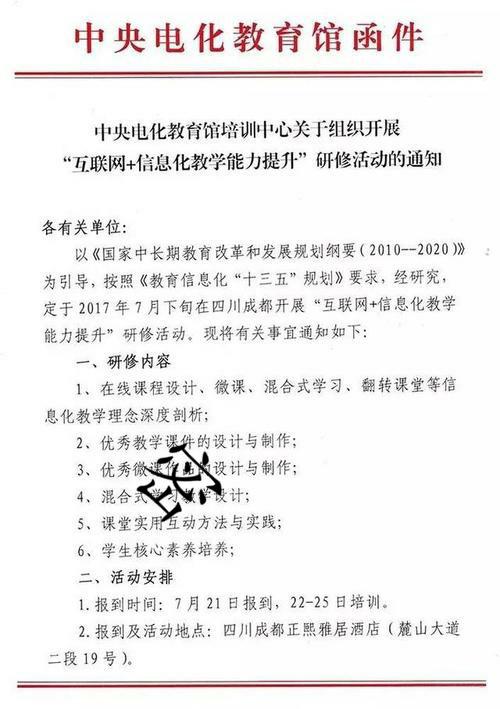 中央电化教育馆函件
中央电化教育馆培训中心关于组织开展
“互联网+信息化教学能力提升”研修活动的通知
各有关单位：
以《国家中长期教育改革和发展规划纲要（2010--2020）》
为引导，按照《教育信息化“十三五”规划》要求，经研究，
定于 2017 年 7 月下旬在四川成都开展“互联网+信息化教学
能力提升”研修活动。现将有关事宜通知如下：
一、研修内容
1、在线课程设计、微课、混合式学习、翻转课堂等信
息化教学理念深度剖析；
2、优秀教学课件的设计与制作；
3、优秀微课作品的设计与制作；
4、混合式学习教学设计；
5、课堂实用互动方法与实践；
6、学生核心素养培养；
二、活动安排
1.报到时间：7 月 21 日报到，22-25 日培训。
2.报到及活动地点：四川成都正熙雅居酒店（麓山大道
二段 19 号）。
密